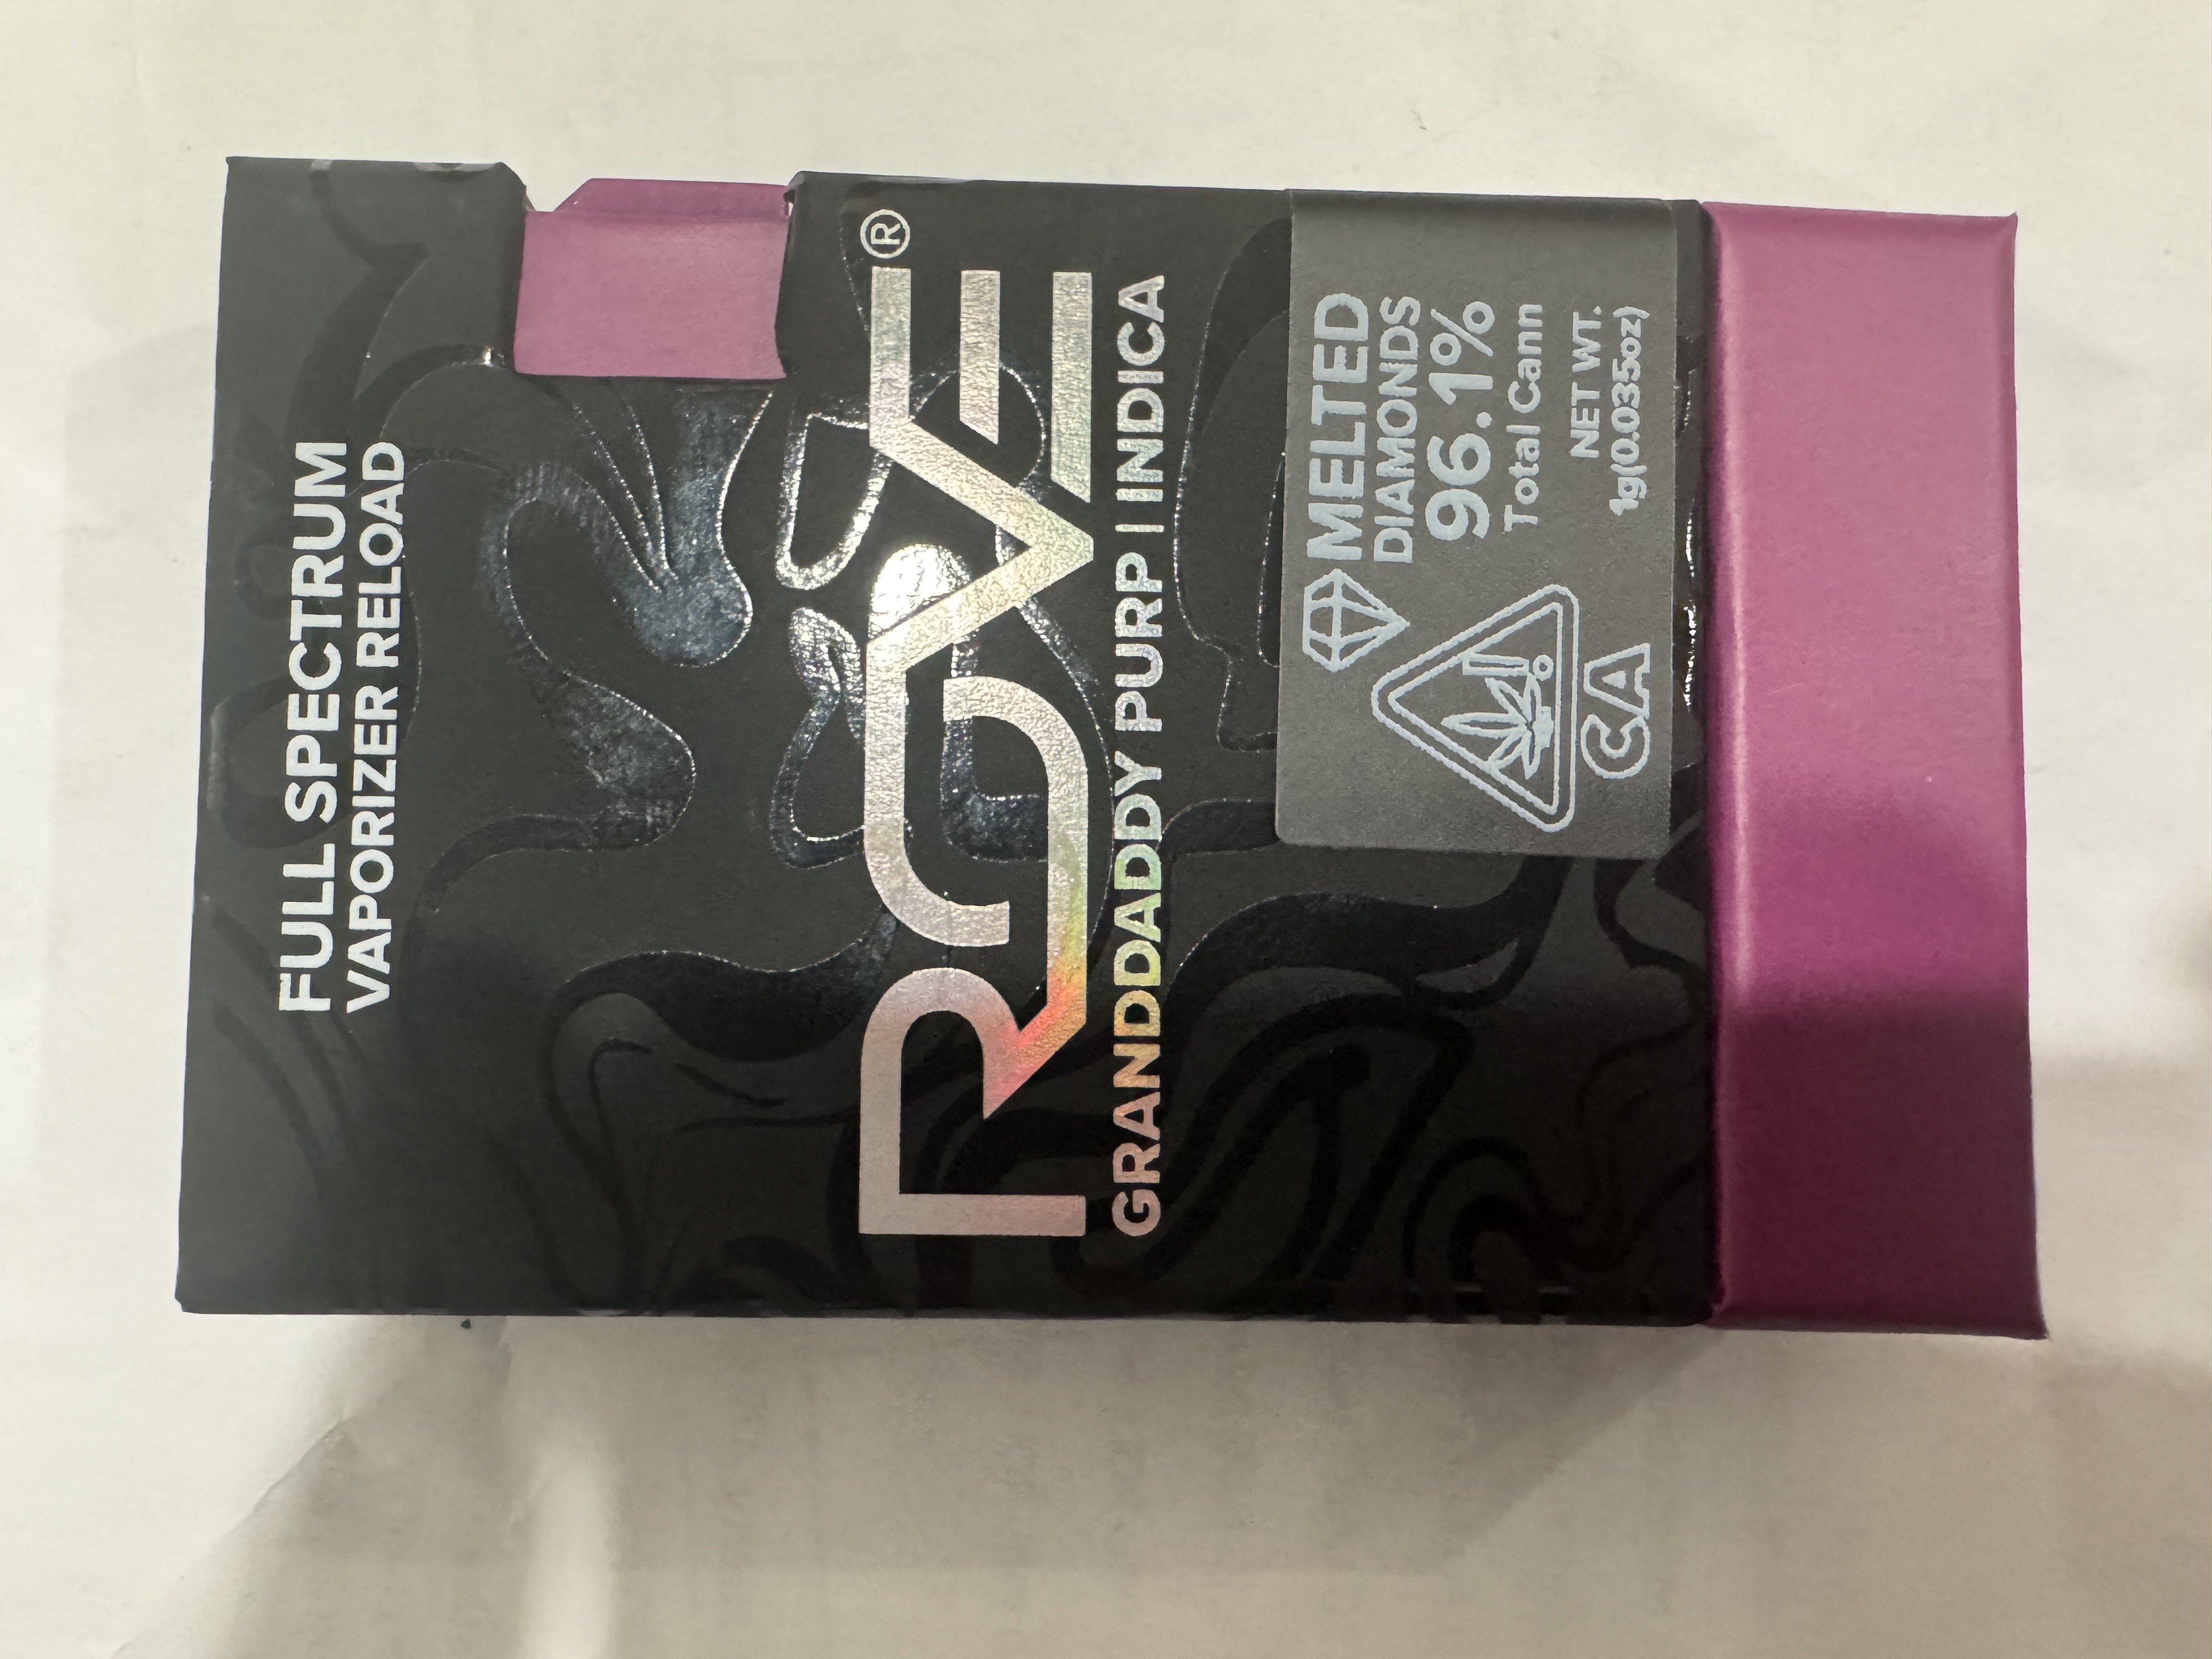 FULL SPECTRUM
VAPORIZER RELOAD
ROVE®
GRANDDADDY PURP | INDICA
MELTED
DIAMONDS
96.1%
Total Cann
NET WT.
1g(0.035oz)
CA